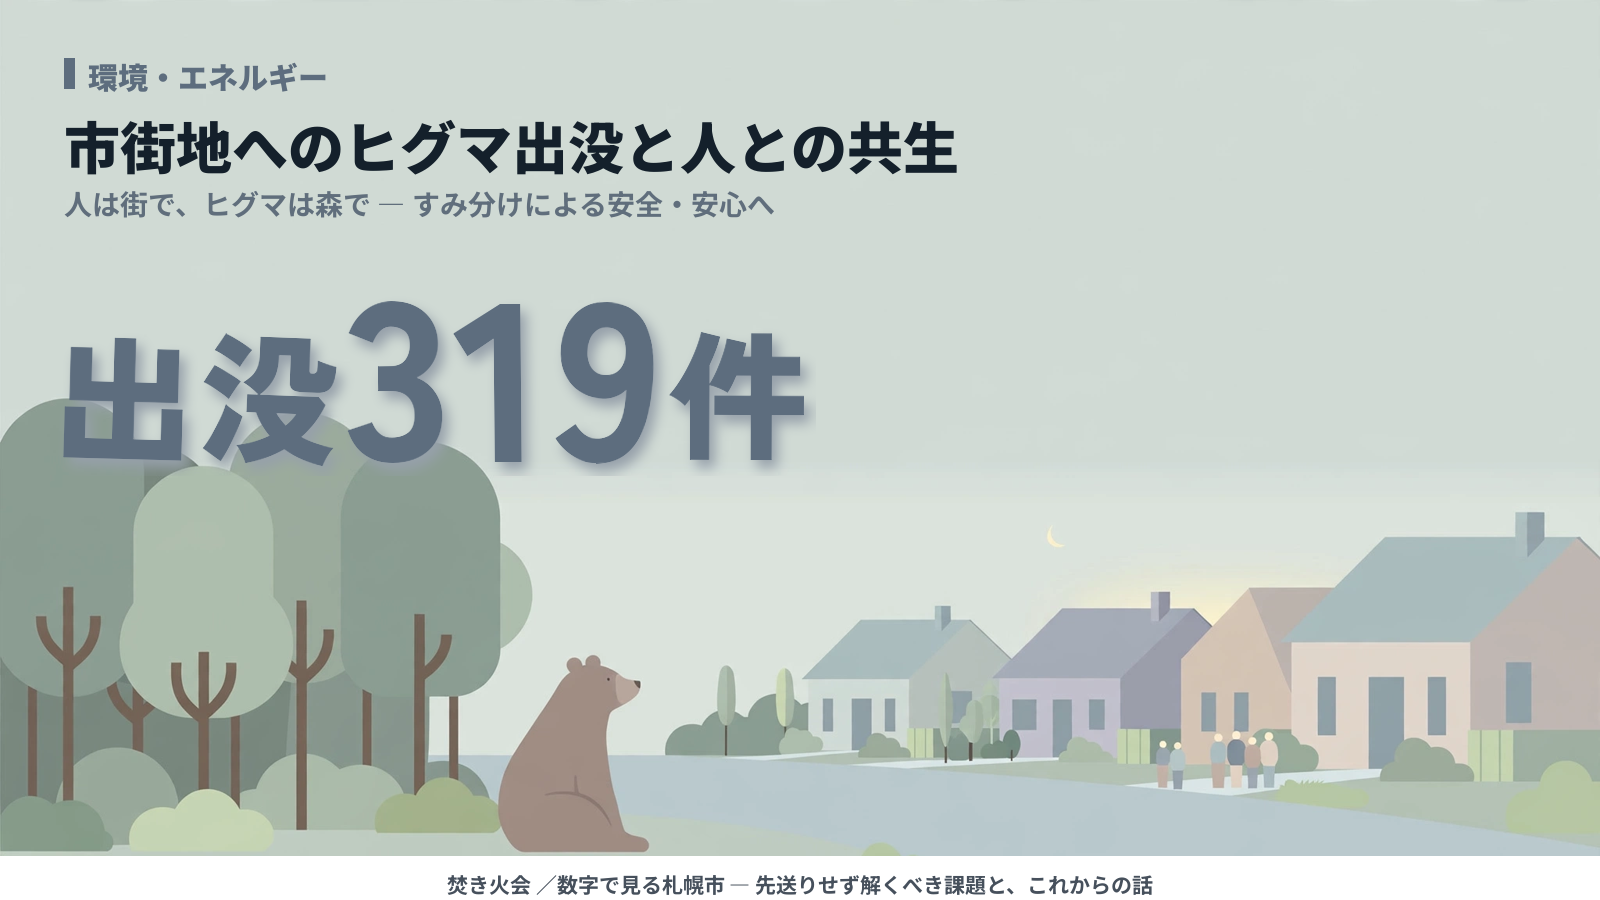 環境・エネルギー
市街地へのヒグマ出没と人との共生
人は街で、ヒグマは森で — すみ分けによる安全・安心へ
出没319件
焚き火会 ／数字で見る札幌市 — 先送りせず解くべき課題と、これからの話